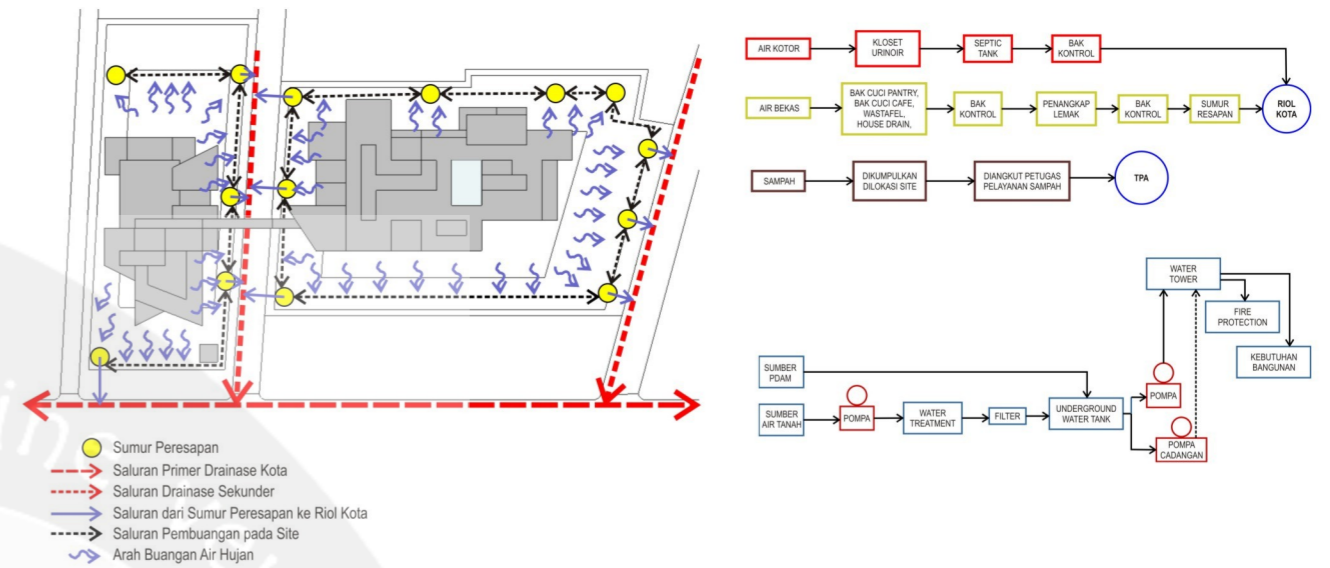 Sumur Peresapan
Saluran Primer Drainase Kota
Saluran Drainase Sekunder
Saluran dari Sumur Peresapan ke Riol Kota
Saluran Pembuangan pada Site
Arah Buangan Air Hujan
AIR KOTOR
KLOSET
URINOIR
SEPTIC
TANK
BAK
KONTROL
AIR BEKAS
BAK CUCI PANTRY,
BAK CUCI CAFE,
WASTAFEL,
HOUSE DRAIN,
BAK
KONTROL
PENANGKAP
LEMAK
BAK
KONTROL
SUMUR
RESAPAN
RIOL
KOTA
SAMPAH
DIKUMPULKAN
DILOKASI SITE
DIANGKUT PETUGAS
PELAYANAN SAMPAH
TPA
WATER
TOWER
FIRE
PROTECTION
KEBUTUHAN
BANGUNAN
SUMBER
PDAM
SUMBER
AIR TANAH
POMPA
WATER
TREATMENT
FILTER
UNDERGROUND
WATER TANK
POMPA
POMPA
CADANGAN